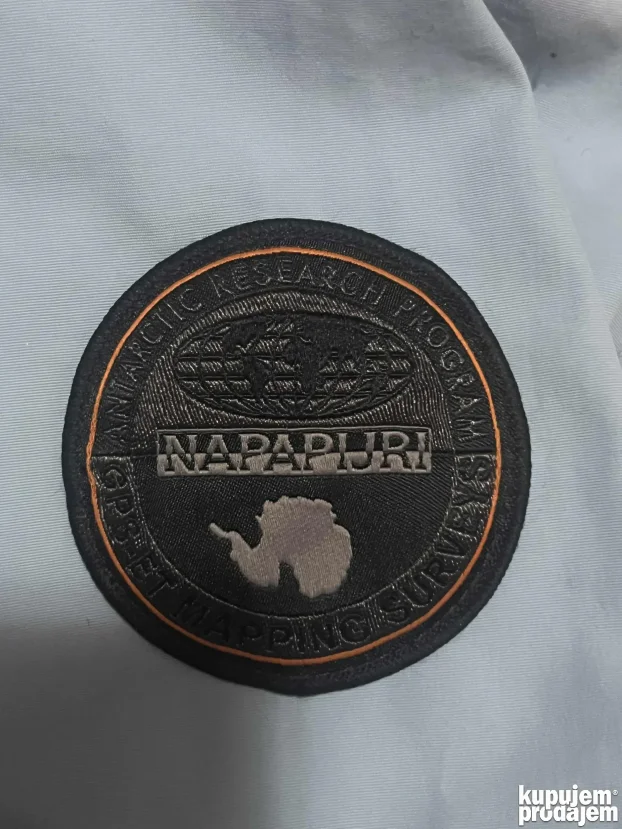 ANTARCTIC RESEARCH PROGRAM
NAPAPIJRI
GPS ET MAPPING SURVEYS
kupujem
prodajem